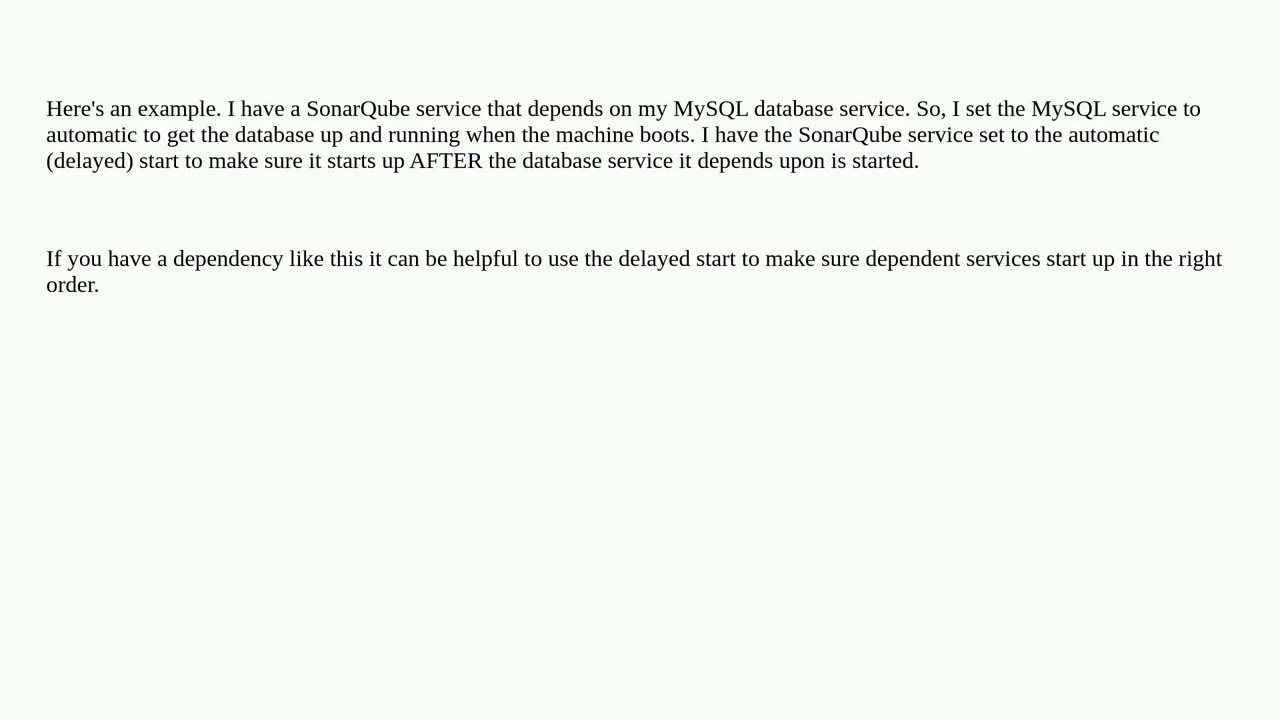 Here's an example. I have a SonarQube service that depends on my MySQL database service. So, I set the MySQL service to
automatic to get the database up and running when the machine boots. I have the SonarQube service set to the automatic
(delayed) start to make sure it starts up AFTER the database service it depends upon is started.
If you have a dependency like this it can be helpful to use the delayed start to make sure dependent services start up in the right
order.